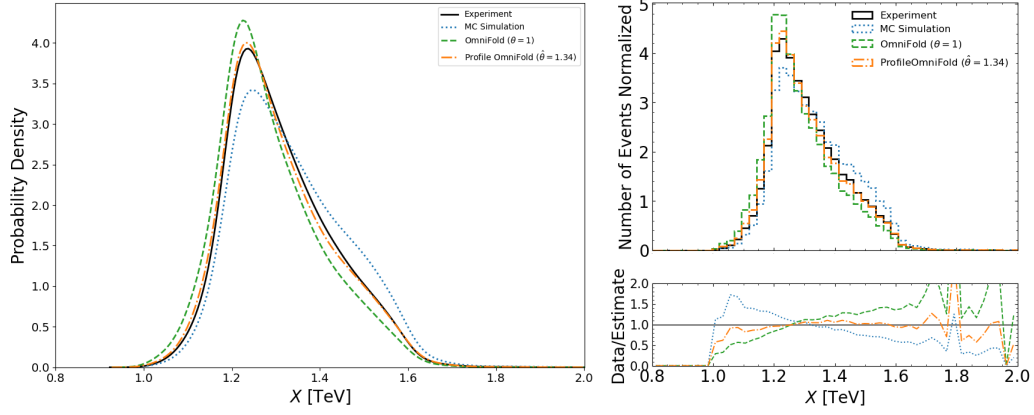 Experiment
MC Simulation
OmniFold (θ = 1)
Profile OmniFold (θ̂ = 1.34)
Probability Density
4.0
3.5
3.0
2.5
2.0
1.5
1.0
0.5
0.0
0.8 1.0 1.2 1.4 1.6 1.8 2.0
X [TeV]
Experiment
MC Simulation
OmniFold (θ = 1)
ProfileOmniFold (θ̂ = 1.34)
Number of Events Normalized
5
4
3
2
1
0
Data/Estimate
2.0
1.5
1.0
0.5
0.0
0.8 1.0 1.2 1.4 1.6 1.8 2.0
X [TeV]